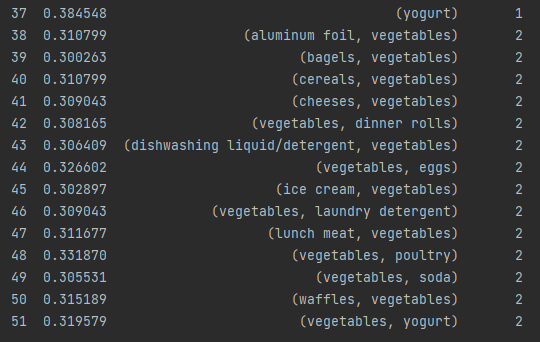 37 0.384548 (yogurt) 1
38 0.310799 (aluminum foil, vegetables) 2
39 0.300263 (bagels, vegetables) 2
40 0.310799 (cereals, vegetables) 2
41 0.309043 (cheeses, vegetables) 2
42 0.308165 (vegetables, dinner rolls) 2
43 0.306409 (dishwashing liquid/detergent, vegetables) 2
44 0.326602 (vegetables, eggs) 2
45 0.302897 (ice cream, vegetables) 2
46 0.309043 (vegetables, laundry detergent) 2
47 0.311677 (lunch meat, vegetables) 2
48 0.331870 (vegetables, poultry) 2
49 0.305531 (vegetables, soda) 2
50 0.315189 (waffles, vegetables) 2
51 0.319579 (vegetables, yogurt) 2